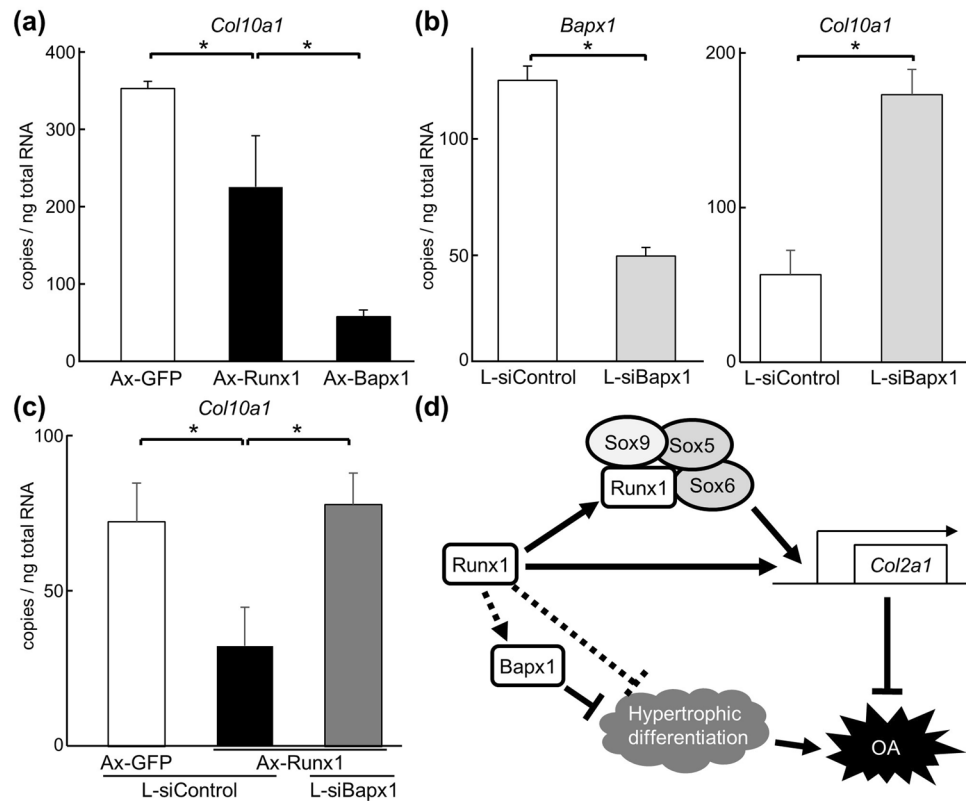 (a)
Col10a1
*
*
copies / ng total RNA
400
300
200
100
0
Ax-GFP
Ax-Runx1
Ax-Bapx1
(b)
Bapx1
*
copies / ng total RNA
100
50
0
L-siControl
L-siBapx1
Col10a1
*
200
100
0
L-siControl
L-siBapx1
(c)
Col10a1
*
*
copies / ng total RNA
100
50
0
Ax-GFP
Ax-Runx1
L-siControl
L-siBapx1
(d)
Sox9
Sox5
Runx1
Sox6
Runx1
Col2a1
Bapx1
Hypertrophic
differentiation
OA